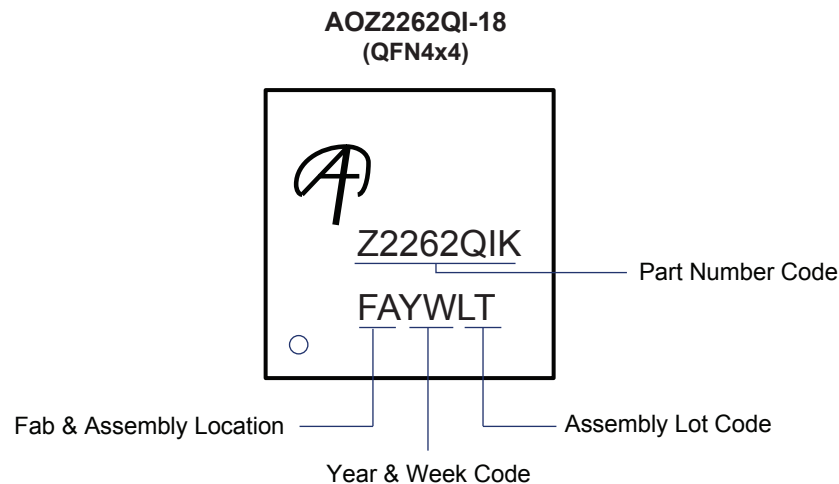 AOZ2262QI-18
(QFN4x4)
Z2262QIK
Part Number Code
FAYWLT
Fab & Assembly Location
Assembly Lot Code
Year & Week Code